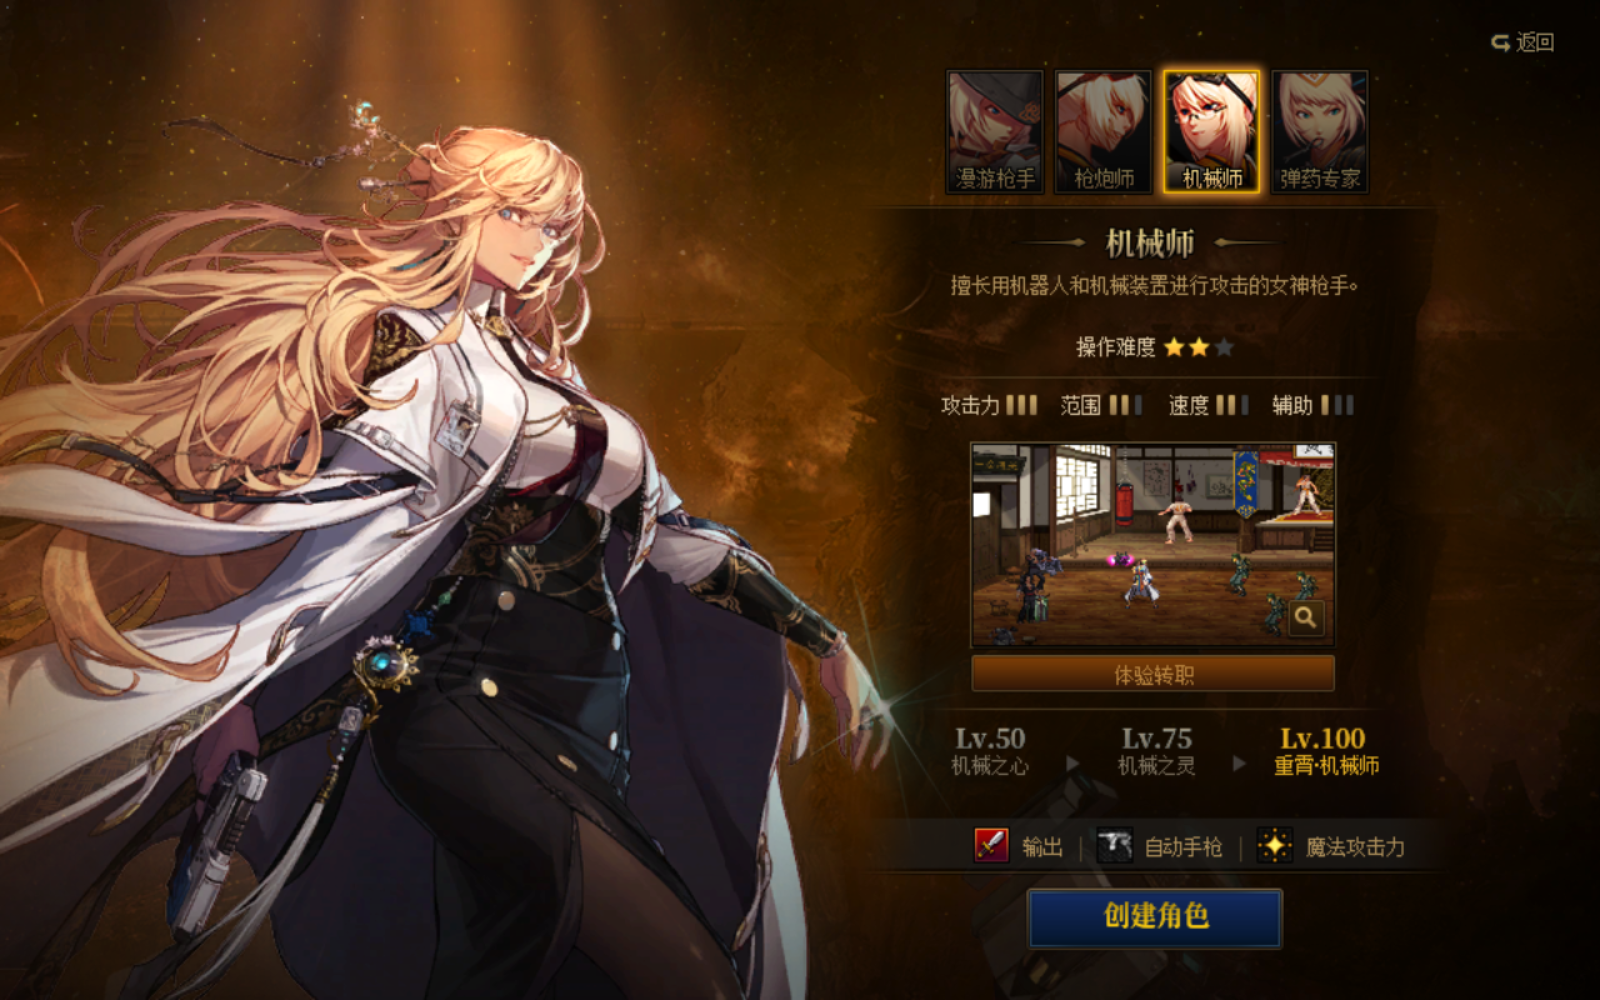 返回
漫游枪手
枪炮师
机械师
弹药专家
机械师
擅长用机器人和机械装置进行攻击的女神枪手。
操作难度
攻击力 范围 速度 辅助
体验转职
Lv.50 Lv.75 Lv.100
机械之心 机械之灵 重霄·机械师
输出 | 自动手枪 | 魔法攻击力
创建角色